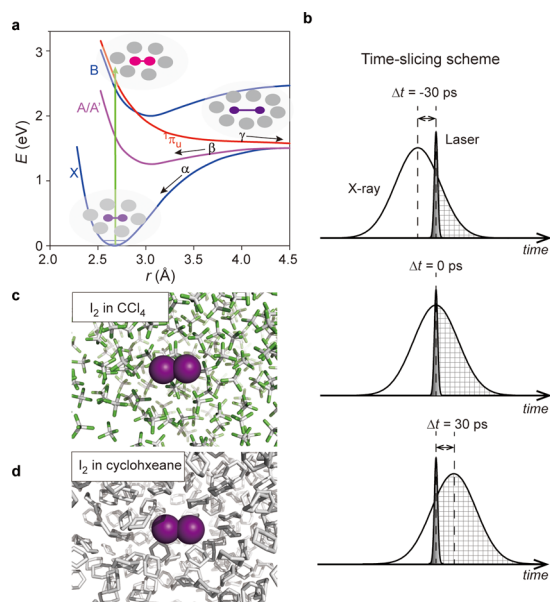 a
3
2
1
0
E (eV)
B
A/A'
X
¹πu
γ
β
α
2.0 2.5 3.0 3.5 4.0 4.5
r (Å)
b
Time-slicing scheme
Δt = -30 ps
Laser
X-ray
time
Δt = 0 ps
time
Δt = 30 ps
time
c
I₂ in CCl₄
d
I₂ in cyclohxeane